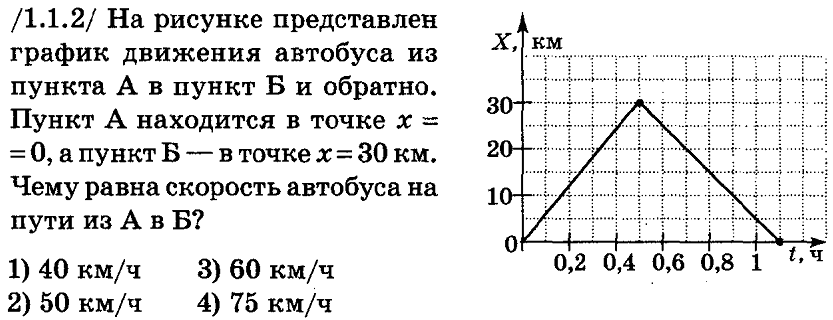 /1.1.2/ На рисунке представлен
график движения автобуса из
пункта А в пункт Б и обратно.
Пункт А находится в точке x =
= 0, а пункт Б — в точке x = 30 км.
Чему равна скорость автобуса на
пути из А в Б?
1) 40 км/ч 3) 60 км/ч
2) 50 км/ч 4) 75 км/ч
X, км
30
20
10
0
0,2 0,4 0,6 0,8 1 t, ч